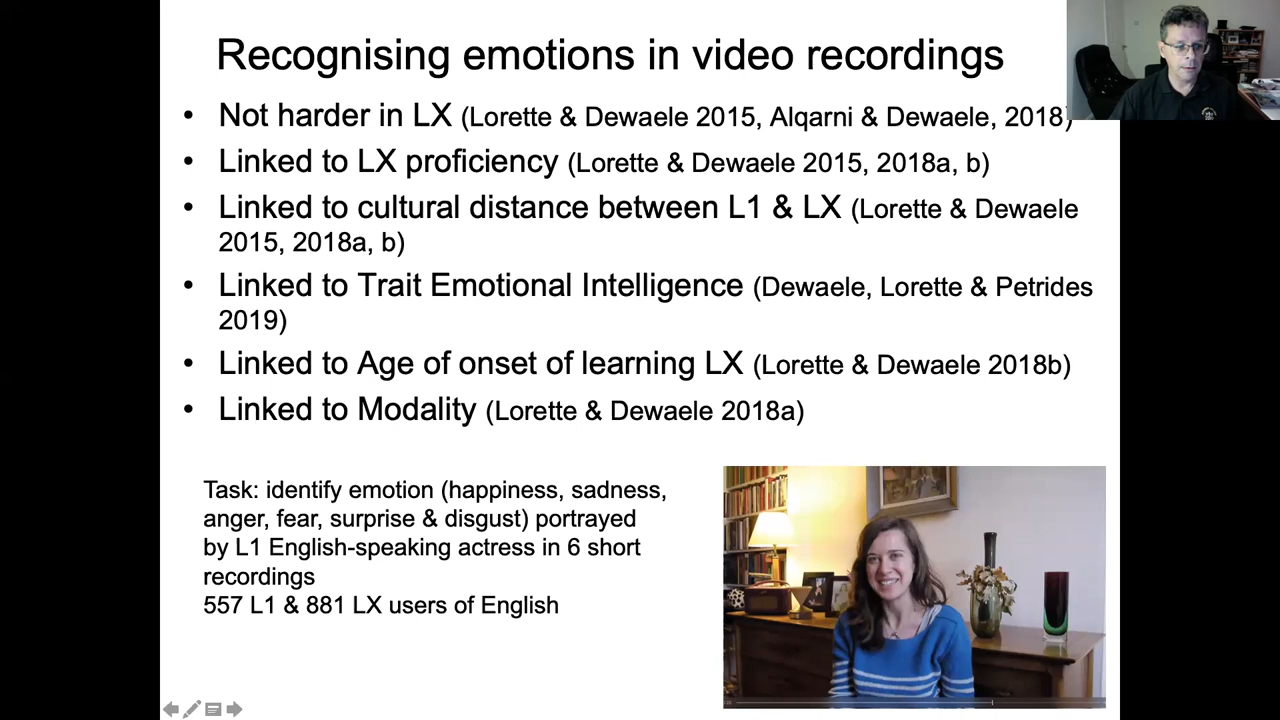 Recognising emotions in video recordings
• Not harder in LX (Lorette & Dewaele 2015, Alqarni & Dewaele, 2018)
• Linked to LX proficiency (Lorette & Dewaele 2015, 2018a, b)
• Linked to cultural distance between L1 & LX (Lorette & Dewaele
2015, 2018a, b)
• Linked to Trait Emotional Intelligence (Dewaele, Lorette & Petrides
2019)
• Linked to Age of onset of learning LX (Lorette & Dewaele 2018b)
• Linked to Modality (Lorette & Dewaele 2018a)
Task: identify emotion (happiness, sadness,
anger, fear, surprise & disgust) portrayed
by L1 English-speaking actress in 6 short
recordings
557 L1 & 881 LX users of English